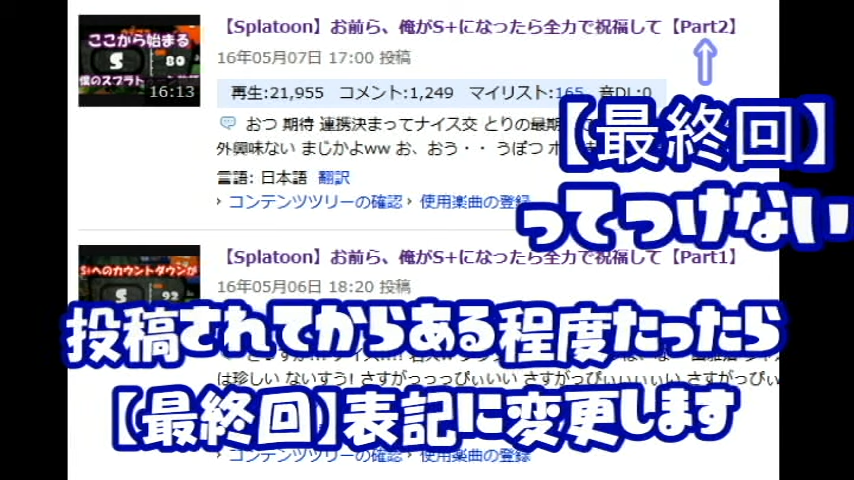 【Splatoon】お前ら、俺がS+になったら全力で祝福して【Part2】
16年05月07日 17:00 投稿
ここから始まる
S
80
僕のスプラト
16:13
再生:21,955 コメント:1,249 マイリスト:165 音DL:0
おつ 期待 連携決まってナイス交 とりの最期
外興味ない まじかよww お、おう・・ うぽつ
言語: 日本語 翻訳
コンテンツツリーの確認 使用楽曲の登録
【最終回】
ってつけない
【Splatoon】お前ら、俺がS+になったら全力で祝福して【Part1】
16年05月06日 18:20 投稿
S+へのカウントダウンが
S
92
投稿されてからある程度たったら
は珍しい ないすう! さすがっっっぴぃいい さすがっぴぃぃぃぃぃい さすがっぴぃ
【最終回】表記に変更します
コンテンツツリーの確認 使用楽曲の登録